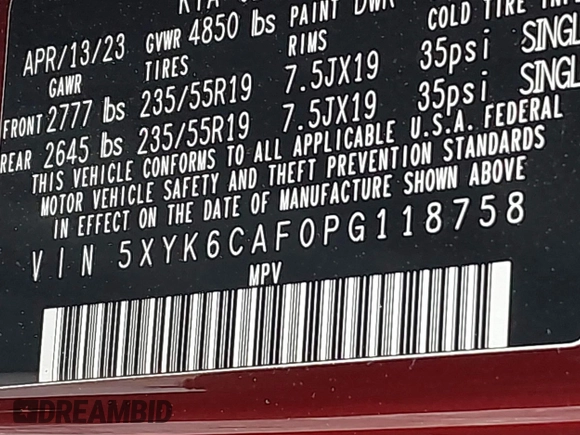 PAINT DWR COLD TIRE
APR/13/23 GVWR 4850 lbs
GAWR TIRES RIMS
FRONT 2777 lbs 235/55R19 7.5JX19 35psi SINGL
REAR 2645 lbs 235/55R19 7.5JX19 35psi SINGL
THIS VEHICLE CONFORMS TO ALL APPLICABLE U.S.A. FEDERAL
MOTOR VEHICLE SAFETY AND THEFT PREVENTION STANDARDS
IN EFFECT ON THE DATE OF MANUFACTURE SHOWN ABOVE
VIN 5XYK6CAF0PG118758
MPV
DREAMBID